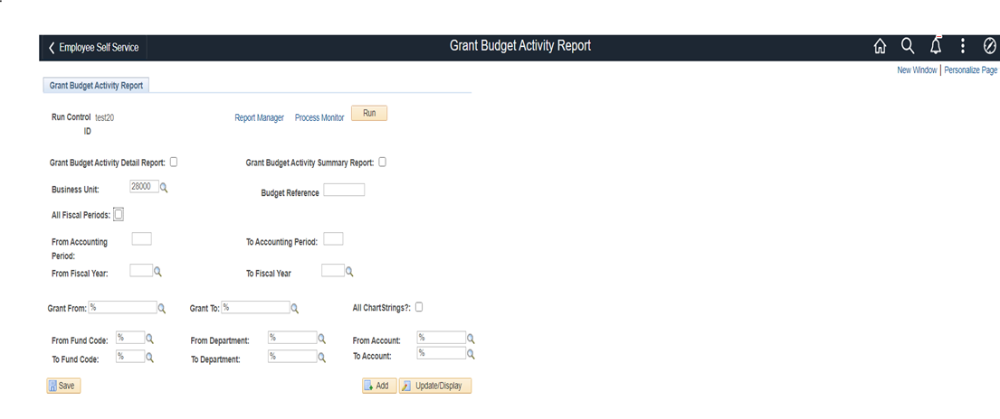 Employee Self Service
Grant Budget Activity Report
New Window | Personalize Page
Grant Budget Activity Report
Run Control ID test20 Report Manager Process Monitor Run
Grant Budget Activity Detail Report: Grant Budget Activity Summary Report:
Business Unit: 28000 Budget Reference
All Fiscal Periods:
From Accounting Period: To Accounting Period:
From Fiscal Year: To Fiscal Year
Grant From: % Grant To: % All ChartStrings?:
From Fund Code: % From Department: % From Account: %
To Fund Code: % To Department: % To Account: %
Save Add Update/Display